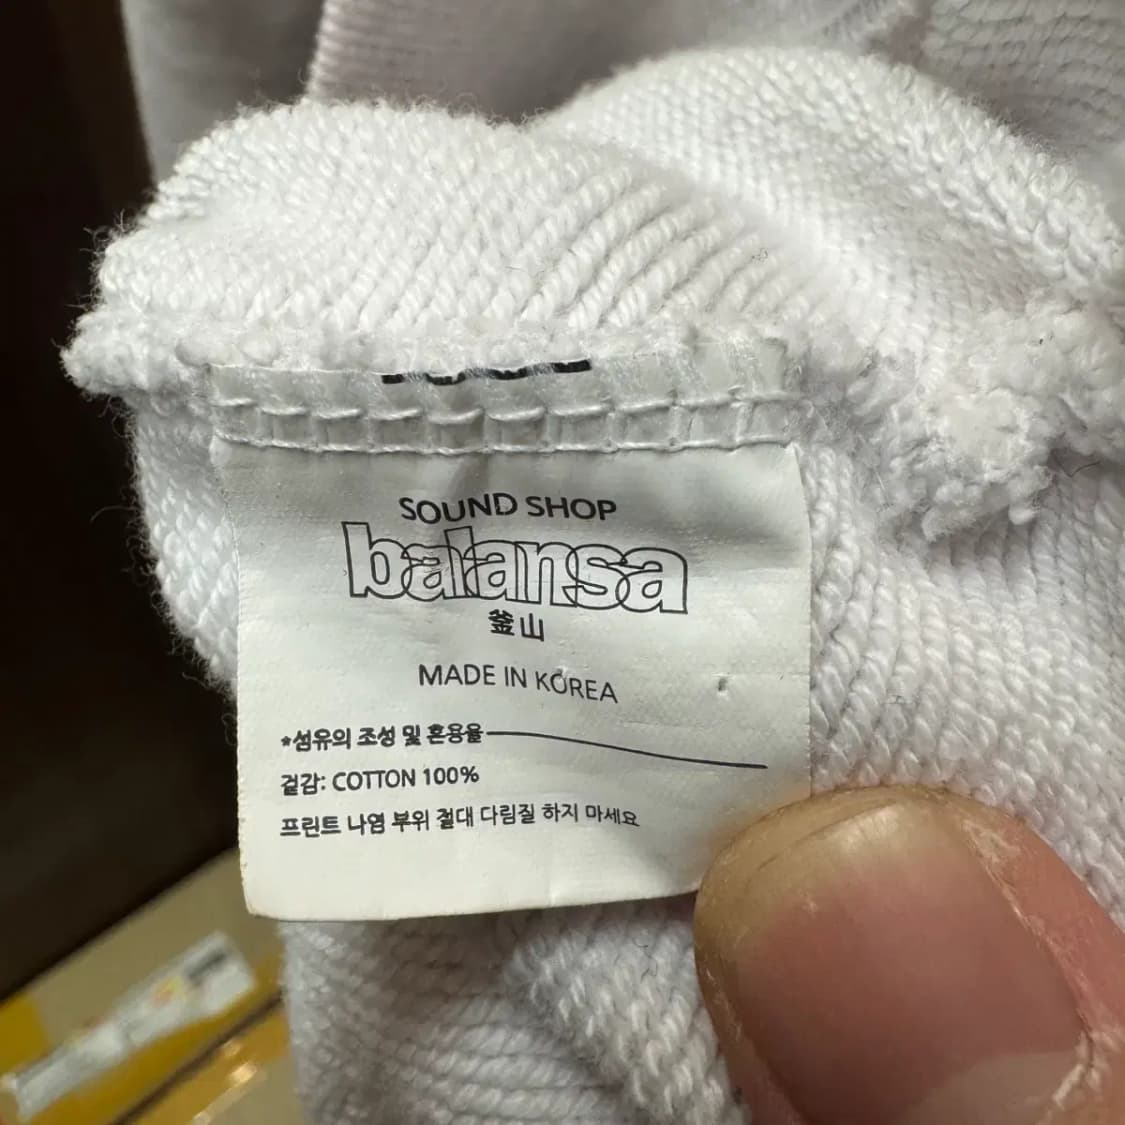 SOUND SHOP
balansa
釜山
MADE IN KOREA
*섬유의 조성 및 혼용율
겉감: COTTON 100%
프린트 나염 부위 절대 다림질 하지 마세요